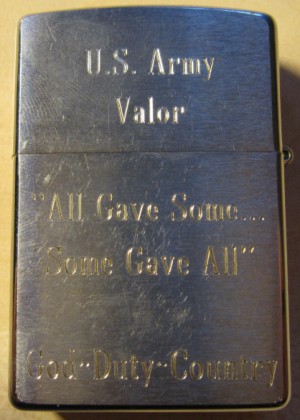 U.S. Army
Valor
"All Gave Some...
Some Gave All"
God-Duty-Country